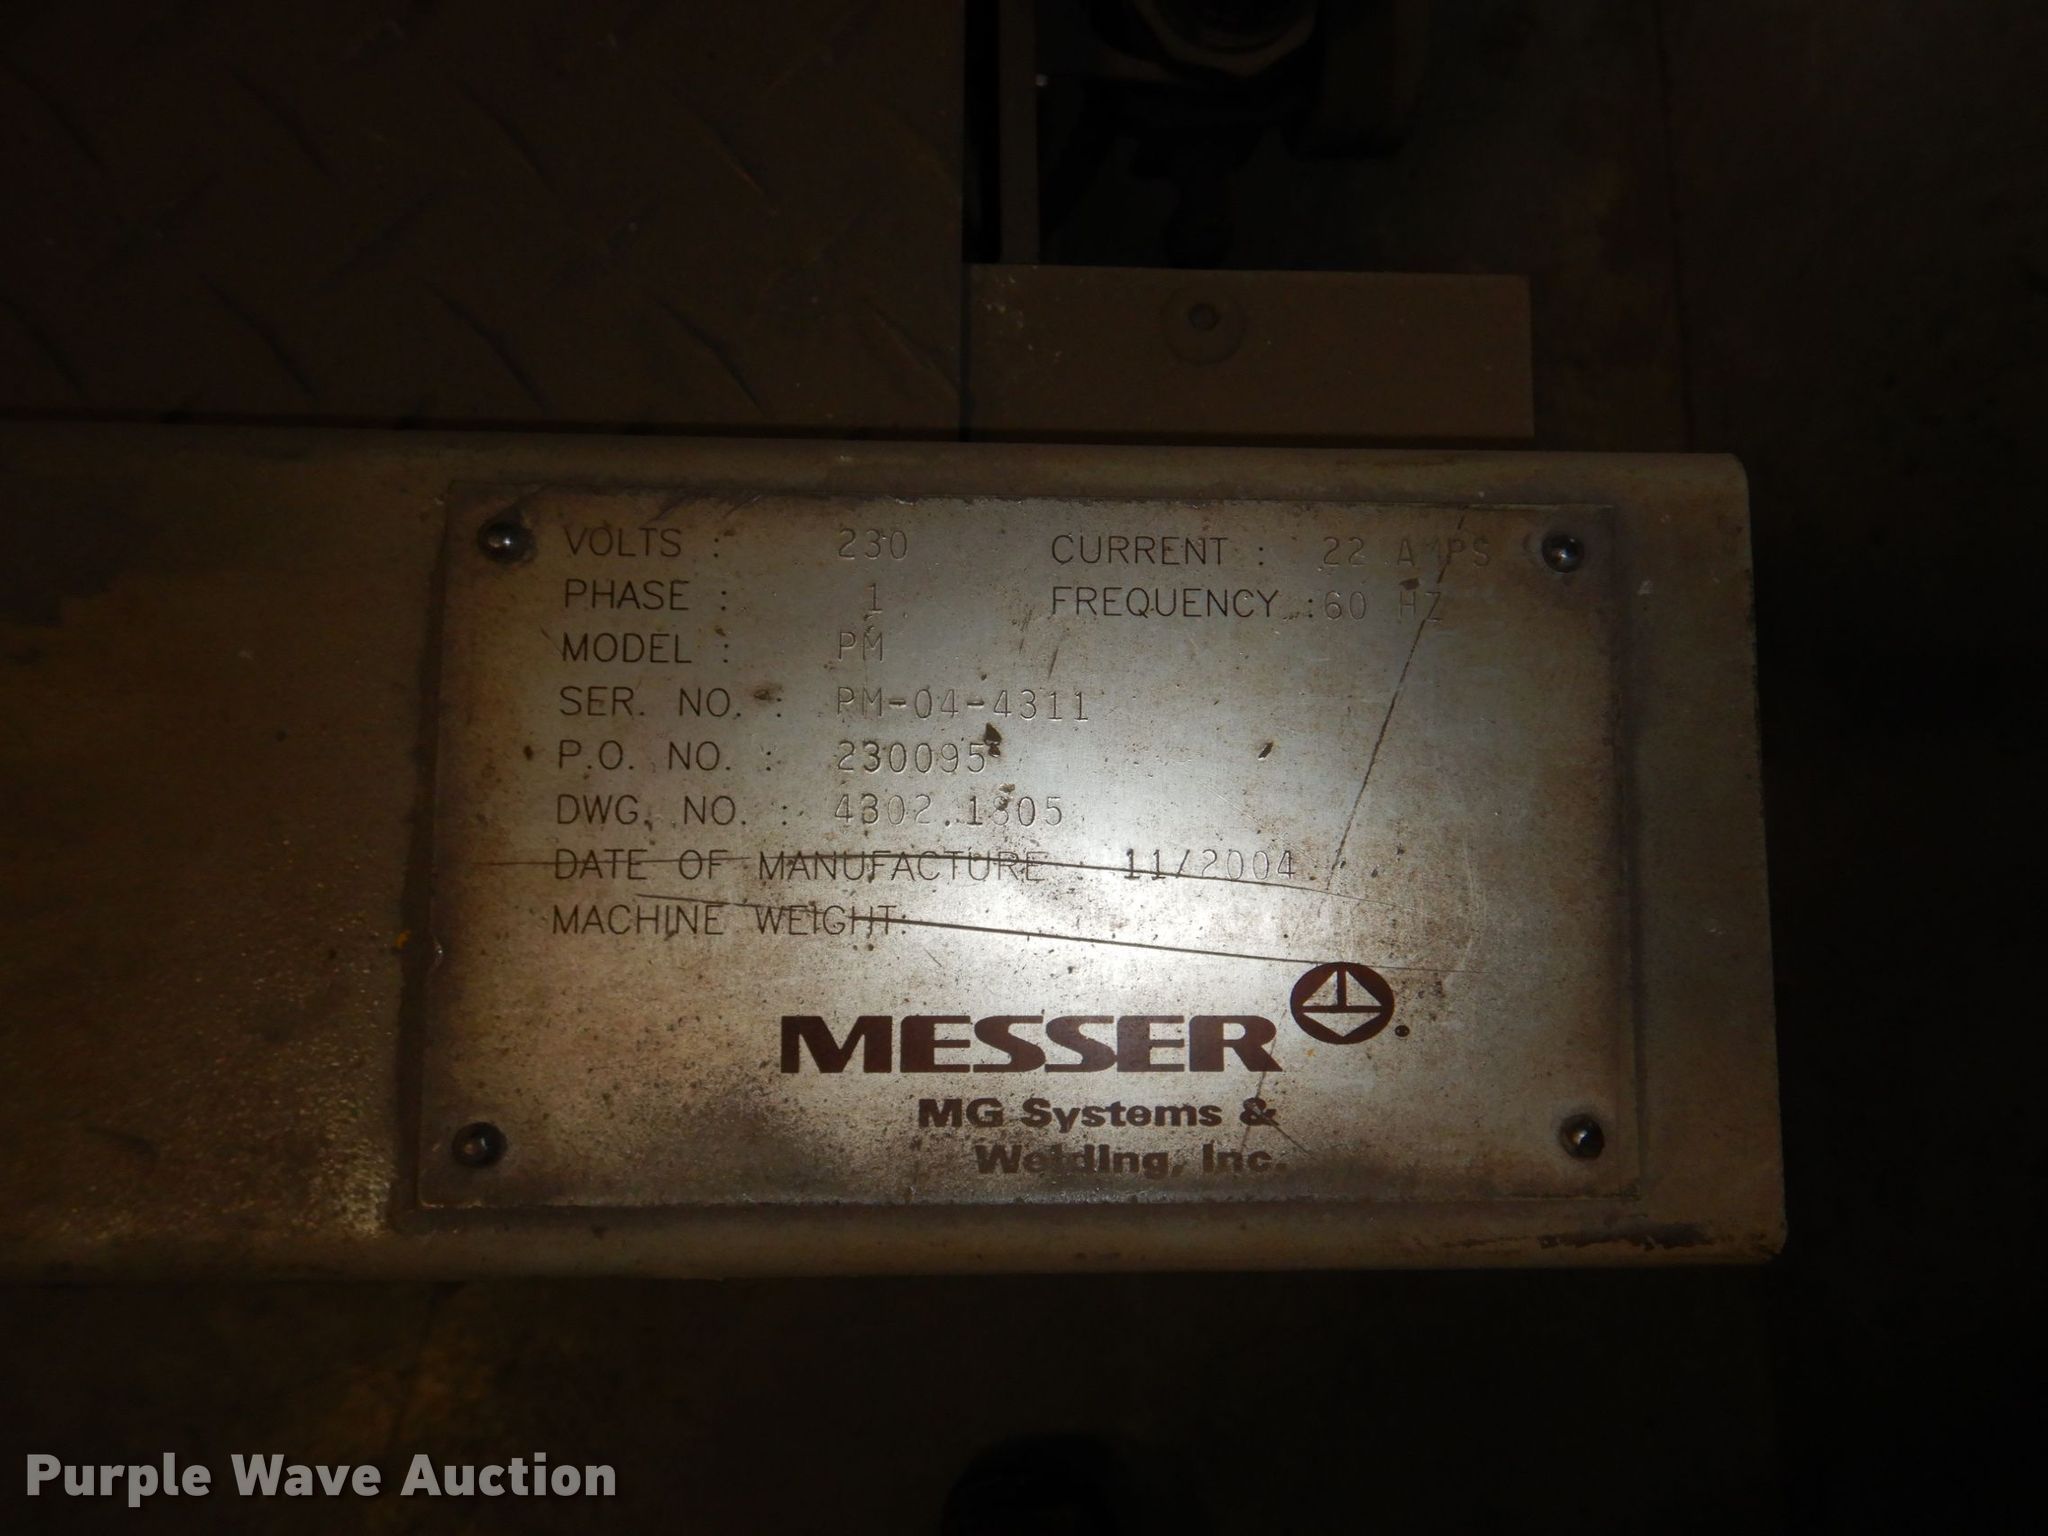 VOLTS : 230 CURRENT : 22 AMPS
PHASE : 1 FREQUENCY : 60 HZ
MODEL : PM
SER. NO. : PM-04-4311
P.O. NO. : 230095
DWG. NO. : 4302.1805
DATE OF MANUFACTURE : 11/2004
MACHINE WEIGHT:
MESSER
MG Systems &
Welding, Inc.
Purple Wave Auction